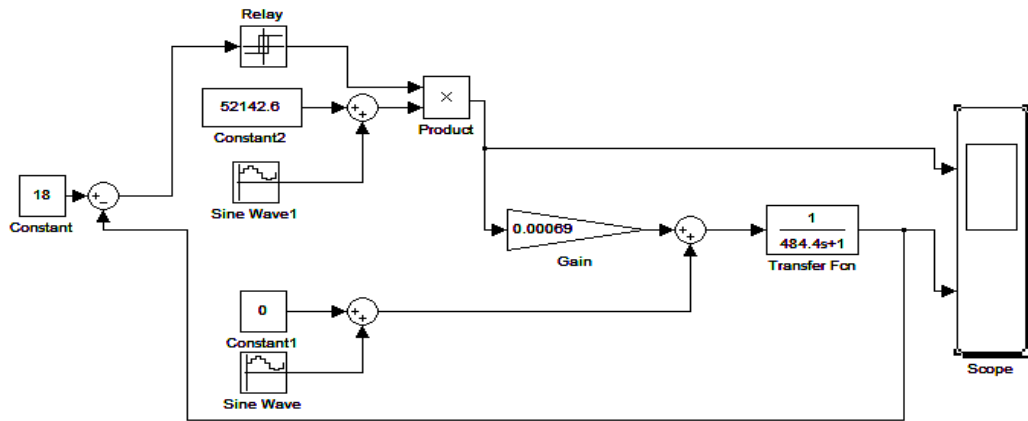 Relay
52142.6
Constant2
×
Product
Sine Wave1
18
Constant
0.00069
Gain
1
484.4s+1
Transfer Fcn
0
Constant1
Sine Wave
Scope